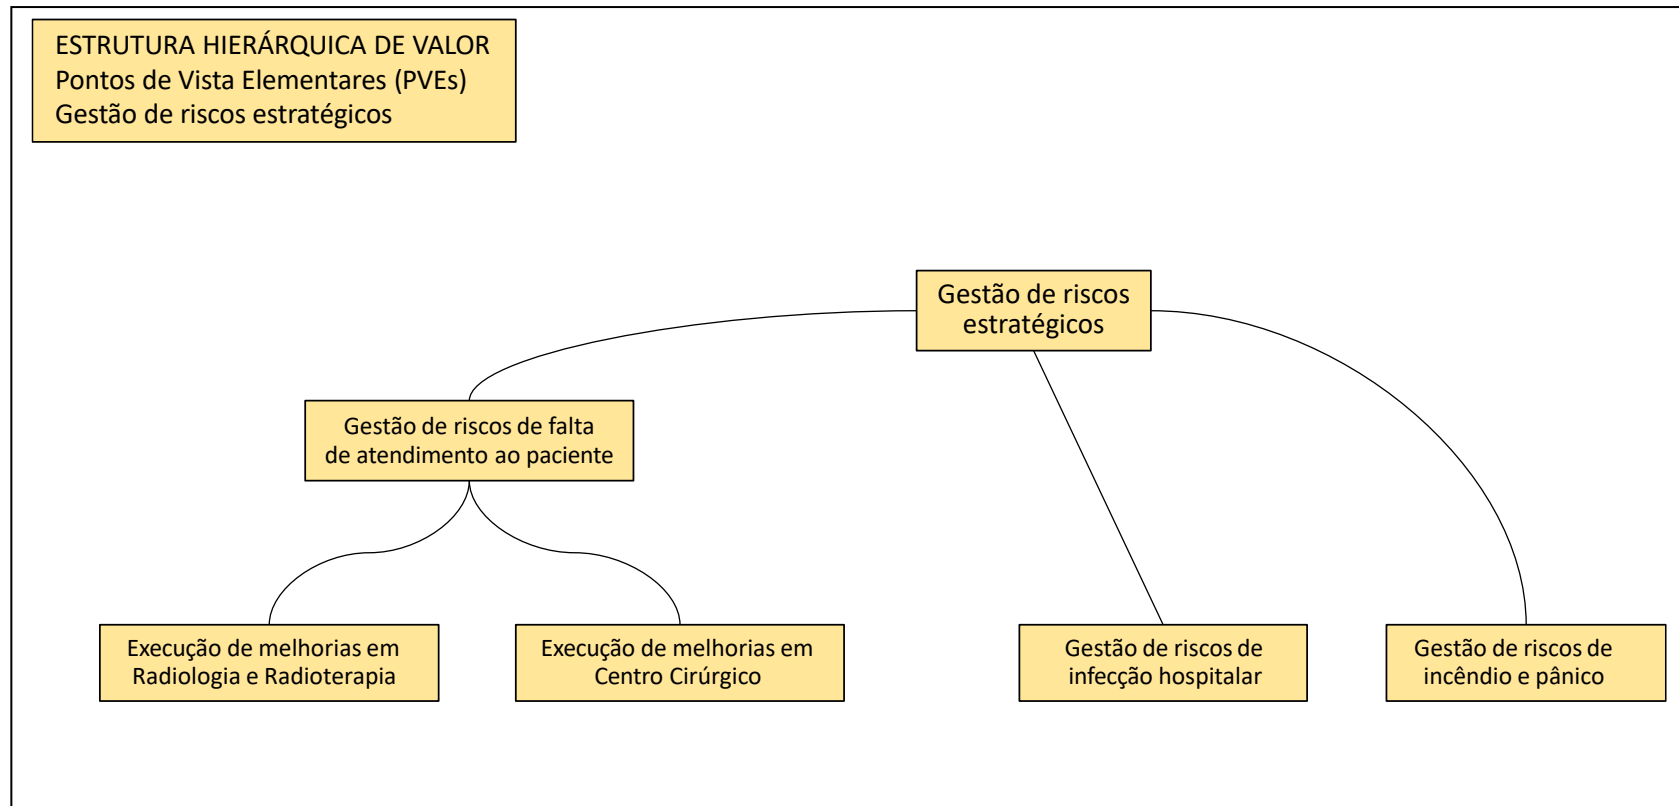 ESTRUTURA HIERÁRQUICA DE VALOR
Pontos de Vista Elementares (PVEs)
Gestão de riscos estratégicos
Gestão de riscos
estratégicos
Gestão de riscos de falta
de atendimento ao paciente
Execução de melhorias em
Radiologia e Radioterapia
Execução de melhorias em
Centro Cirúrgico
Gestão de riscos de
infecção hospitalar
Gestão de riscos de
incêndio e pânico